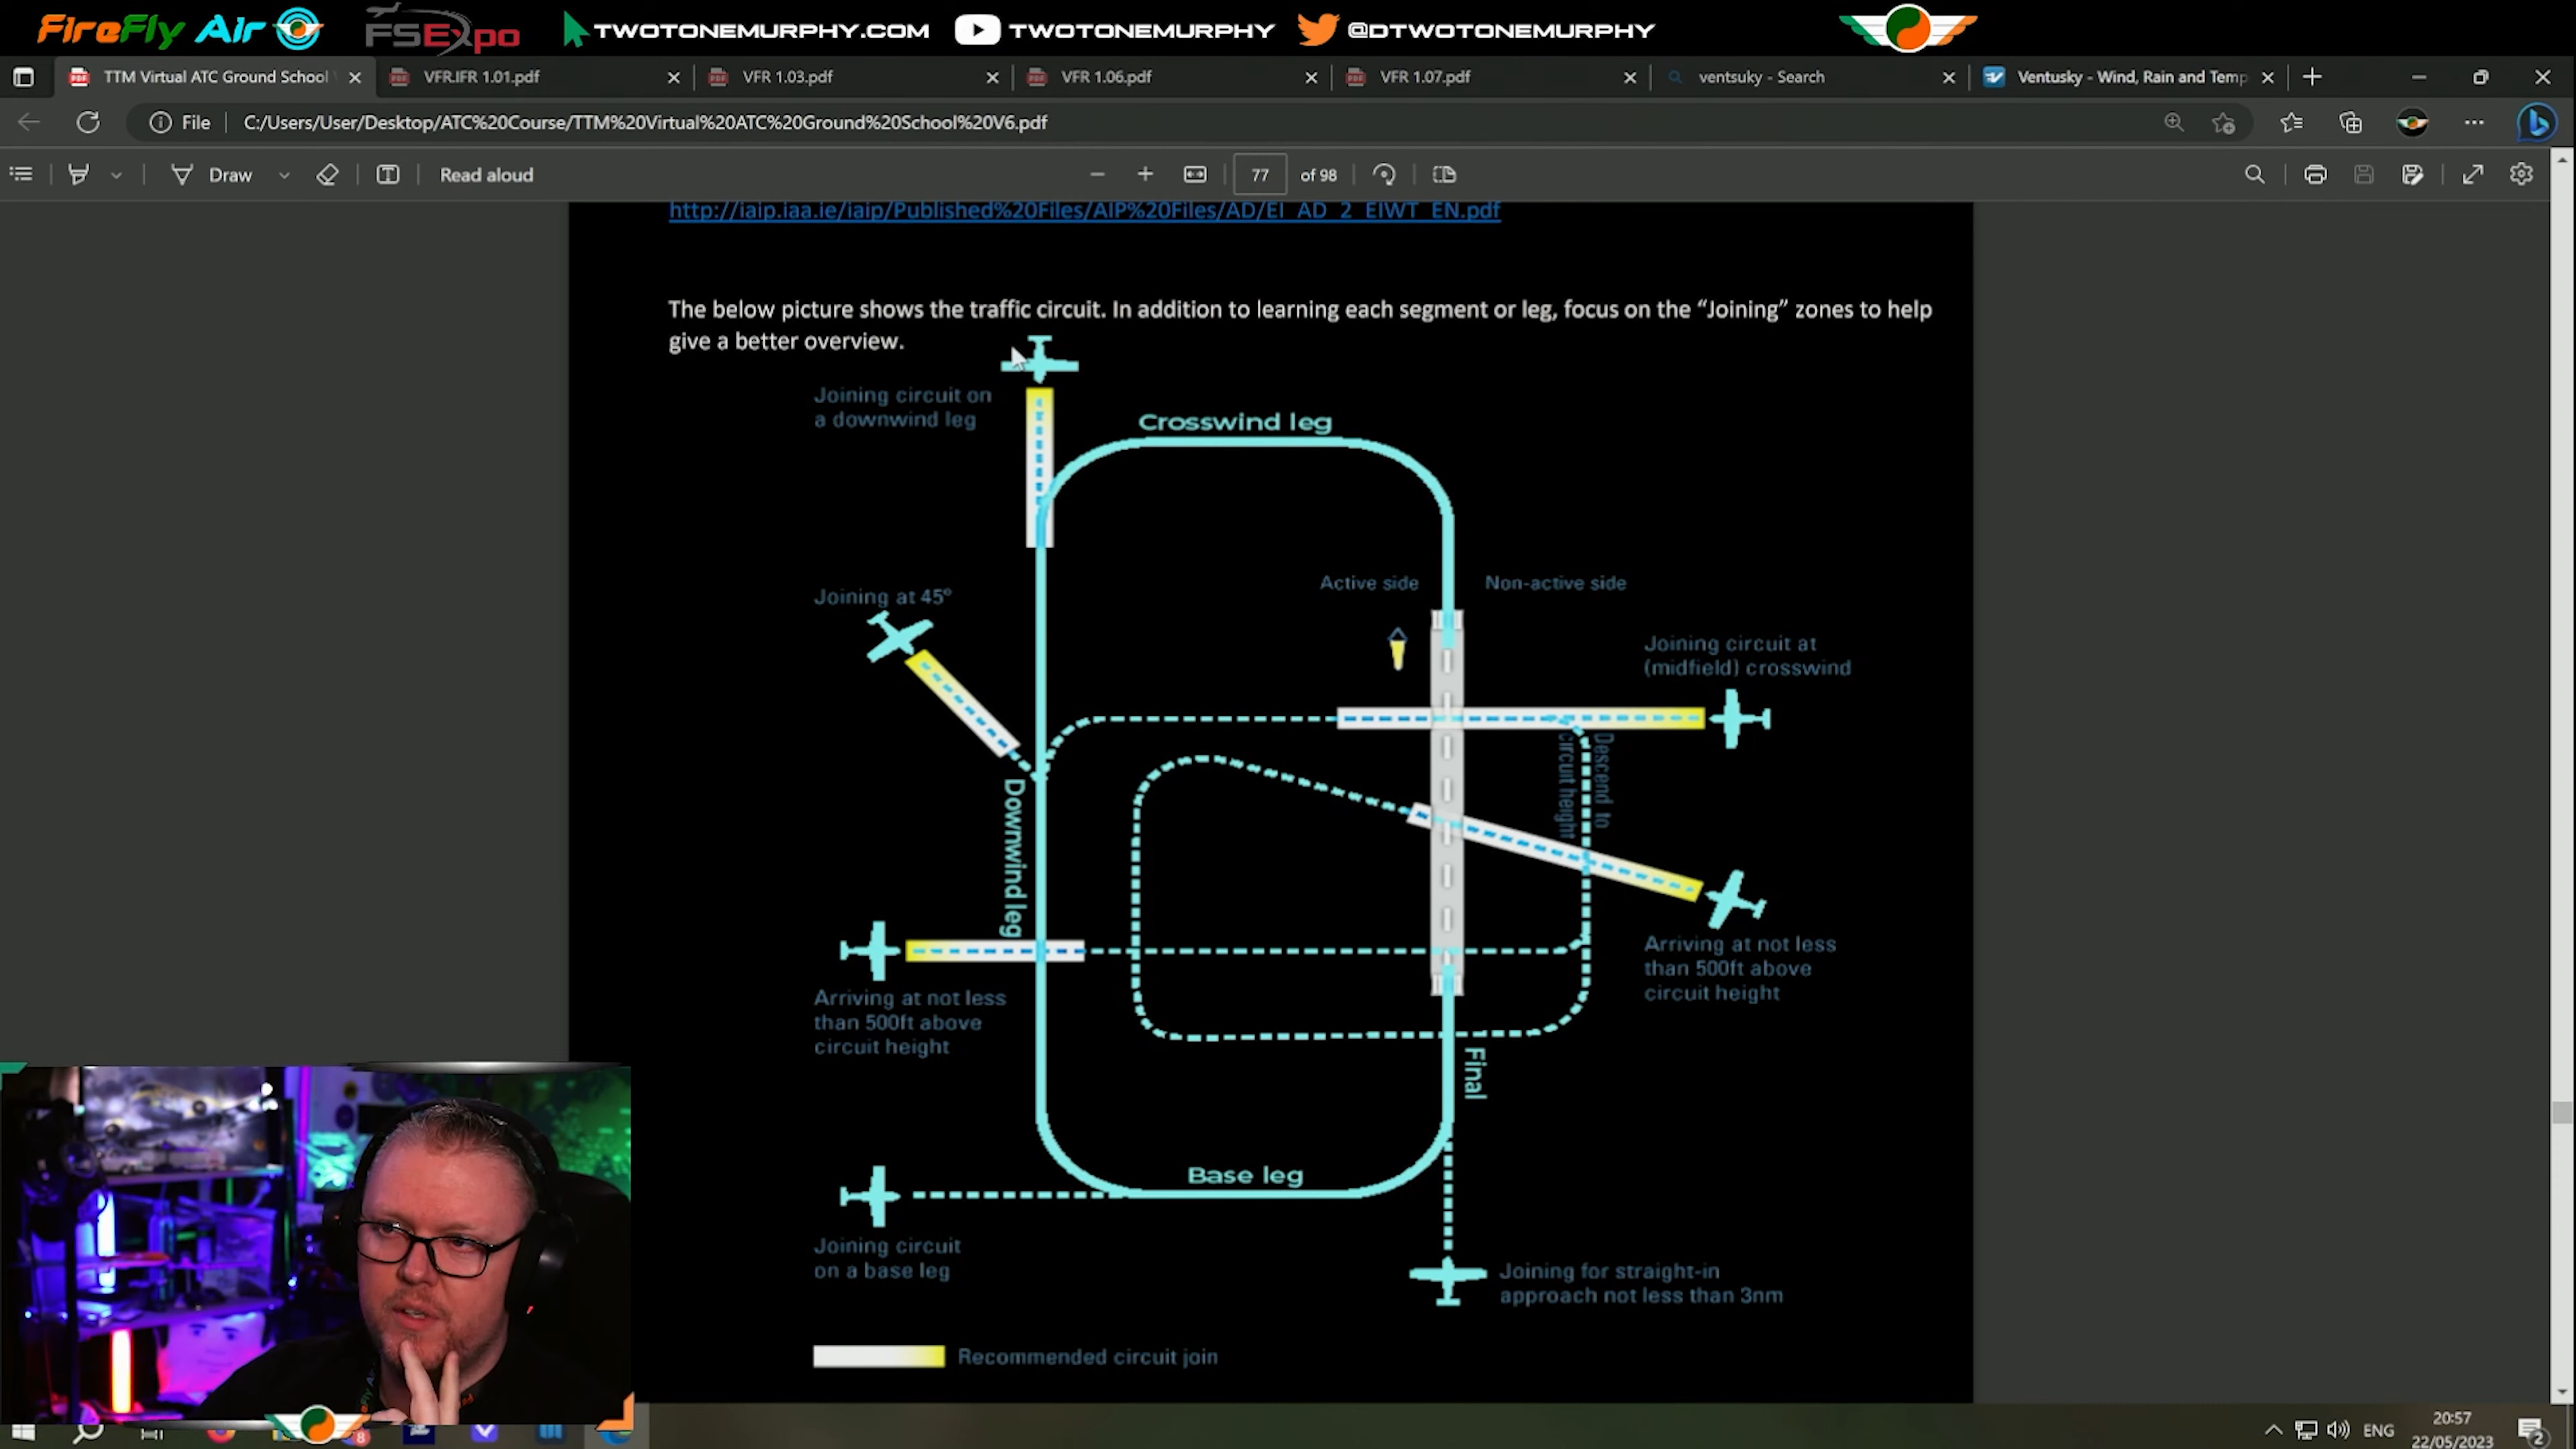 FiREFLy AiR FSExpo TWOTONEMURPHY.COM TWOTONEMURPHY @DTWOTONEMURPHY
TTM Virtual ATC Ground School VFR.IFR 1.01.pdf VFR 1.03.pdf VFR 1.06.pdf VFR 1.07.pdf ventsuky - Search Ventusky - Wind, Rain and Temp
File C:/Users/User/Desktop/ATC%20Course/TTM%20Virtual%20ATC%20Ground%20School%20V6.pdf
Draw Read aloud 77 of 98
http://iaip.iaa.ie/iaip/Published%20Files/AIP%20Files/AD/EI_AD_2_EIWT_EN.pdf
The below picture shows the traffic circuit. In addition to learning each segment or leg, focus on the “Joining” zones to help
give a better overview.
Joining circuit on
a downwind leg
Crosswind leg
Active side
Non-active side
Joining at 45°
Joining circuit at
(midfield) crosswind
Descend to
circuit height
Downwind leg
Arriving at not less
than 500ft above
circuit height
Arriving at not less
than 500ft above
circuit height
Final
Base leg
Joining circuit
on a base leg
Joining for straight-in
approach not less than 3nm
Recommended circuit join
8
ENG
20:57
22/05/2023
2